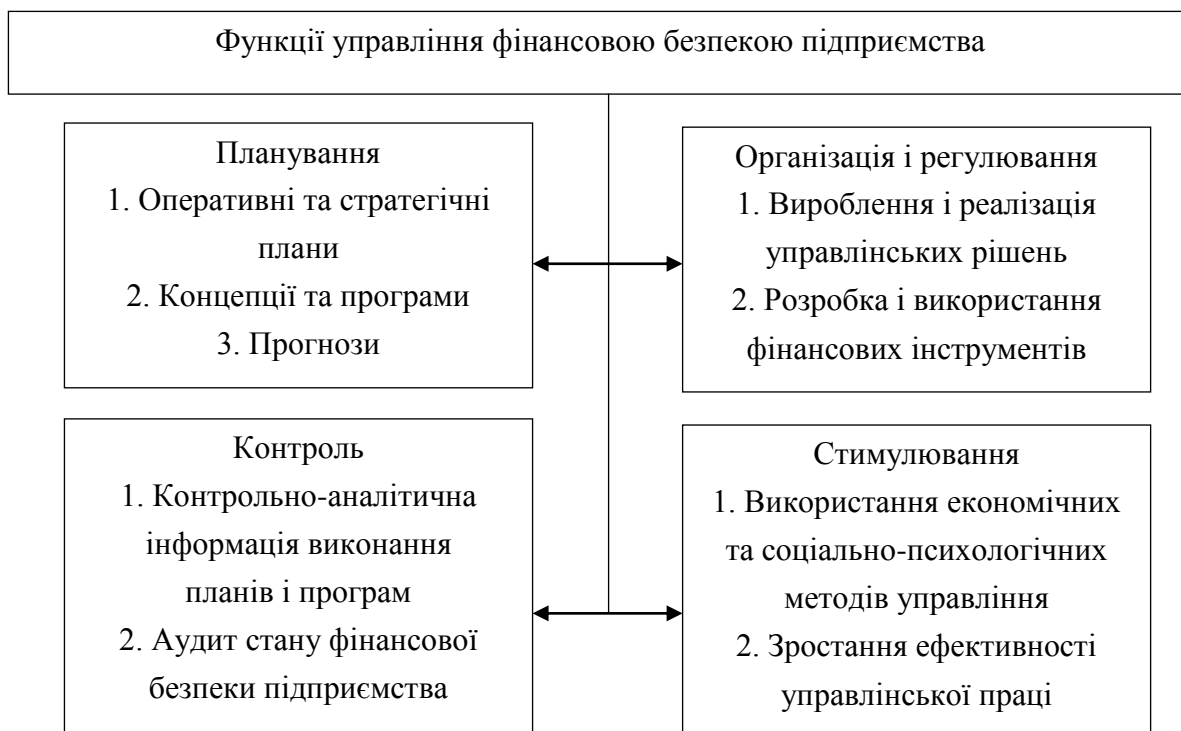 Функції управління фінансовою безпекою підприємства
Планування
1. Оперативні та стратегічні
плани
2. Концепції та програми
3. Прогнози
Організація і регулювання
1. Вироблення і реалізація
управлінських рішень
2. Розробка і використання
фінансових інструментів
Контроль
1. Контрольно-аналітична
інформація виконання
планів і програм
2. Аудит стану фінансової
безпеки підприємства
Стимулювання
1. Використання економічних
та соціально-психологічних
методів управління
2. Зростання ефективності
управлінської праці